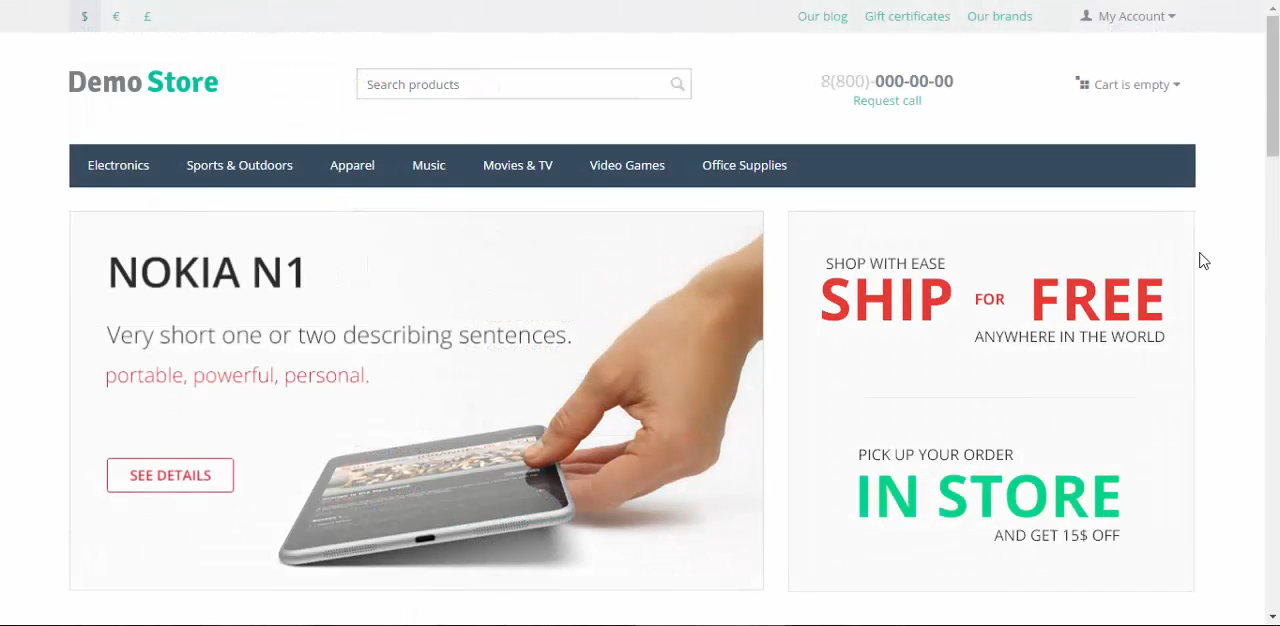 $ € £ Our blog Gift certificates Our brands My Account
Demo Store Search products 8(800)-000-00-00 Cart is empty
Request call
Electronics Sports & Outdoors Apparel Music Movies & TV Video Games Office Supplies
NOKIA N1
Very short one or two describing sentences.
portable, powerful, personal.
SEE DETAILS
SHOP WITH EASE
SHIP FOR FREE
ANYWHERE IN THE WORLD
PICK UP YOUR ORDER
IN STORE
AND GET 15$ OFF